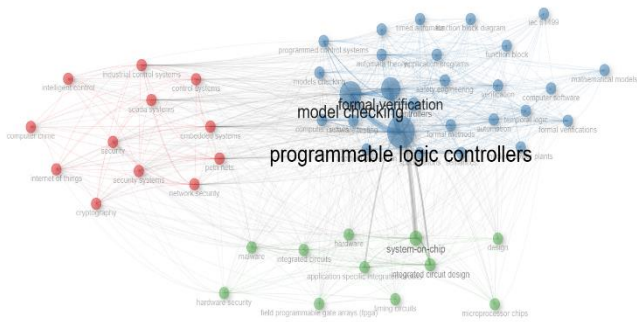 iec 61499
timed automata
function block diagram
programmed control systems
function block
application programs
industrial control systems
models checking
safety engineering
mathematical models
intelligent control
control systems
verification
computer software
scada systems
formal verification
model checking
temporal logic
computer crime
embedded systems
formal methods
automation
formal verifications
security
programmable logic controllers
plants
petri nets
internet of things
security systems
network security
cryptography
hardware
malware
system-on-chip
design
integrated circuits
application specific integrated
integrated circuit design
hardware security
field programmable gate arrays (fpga)
timing circuits
microprocessor chips